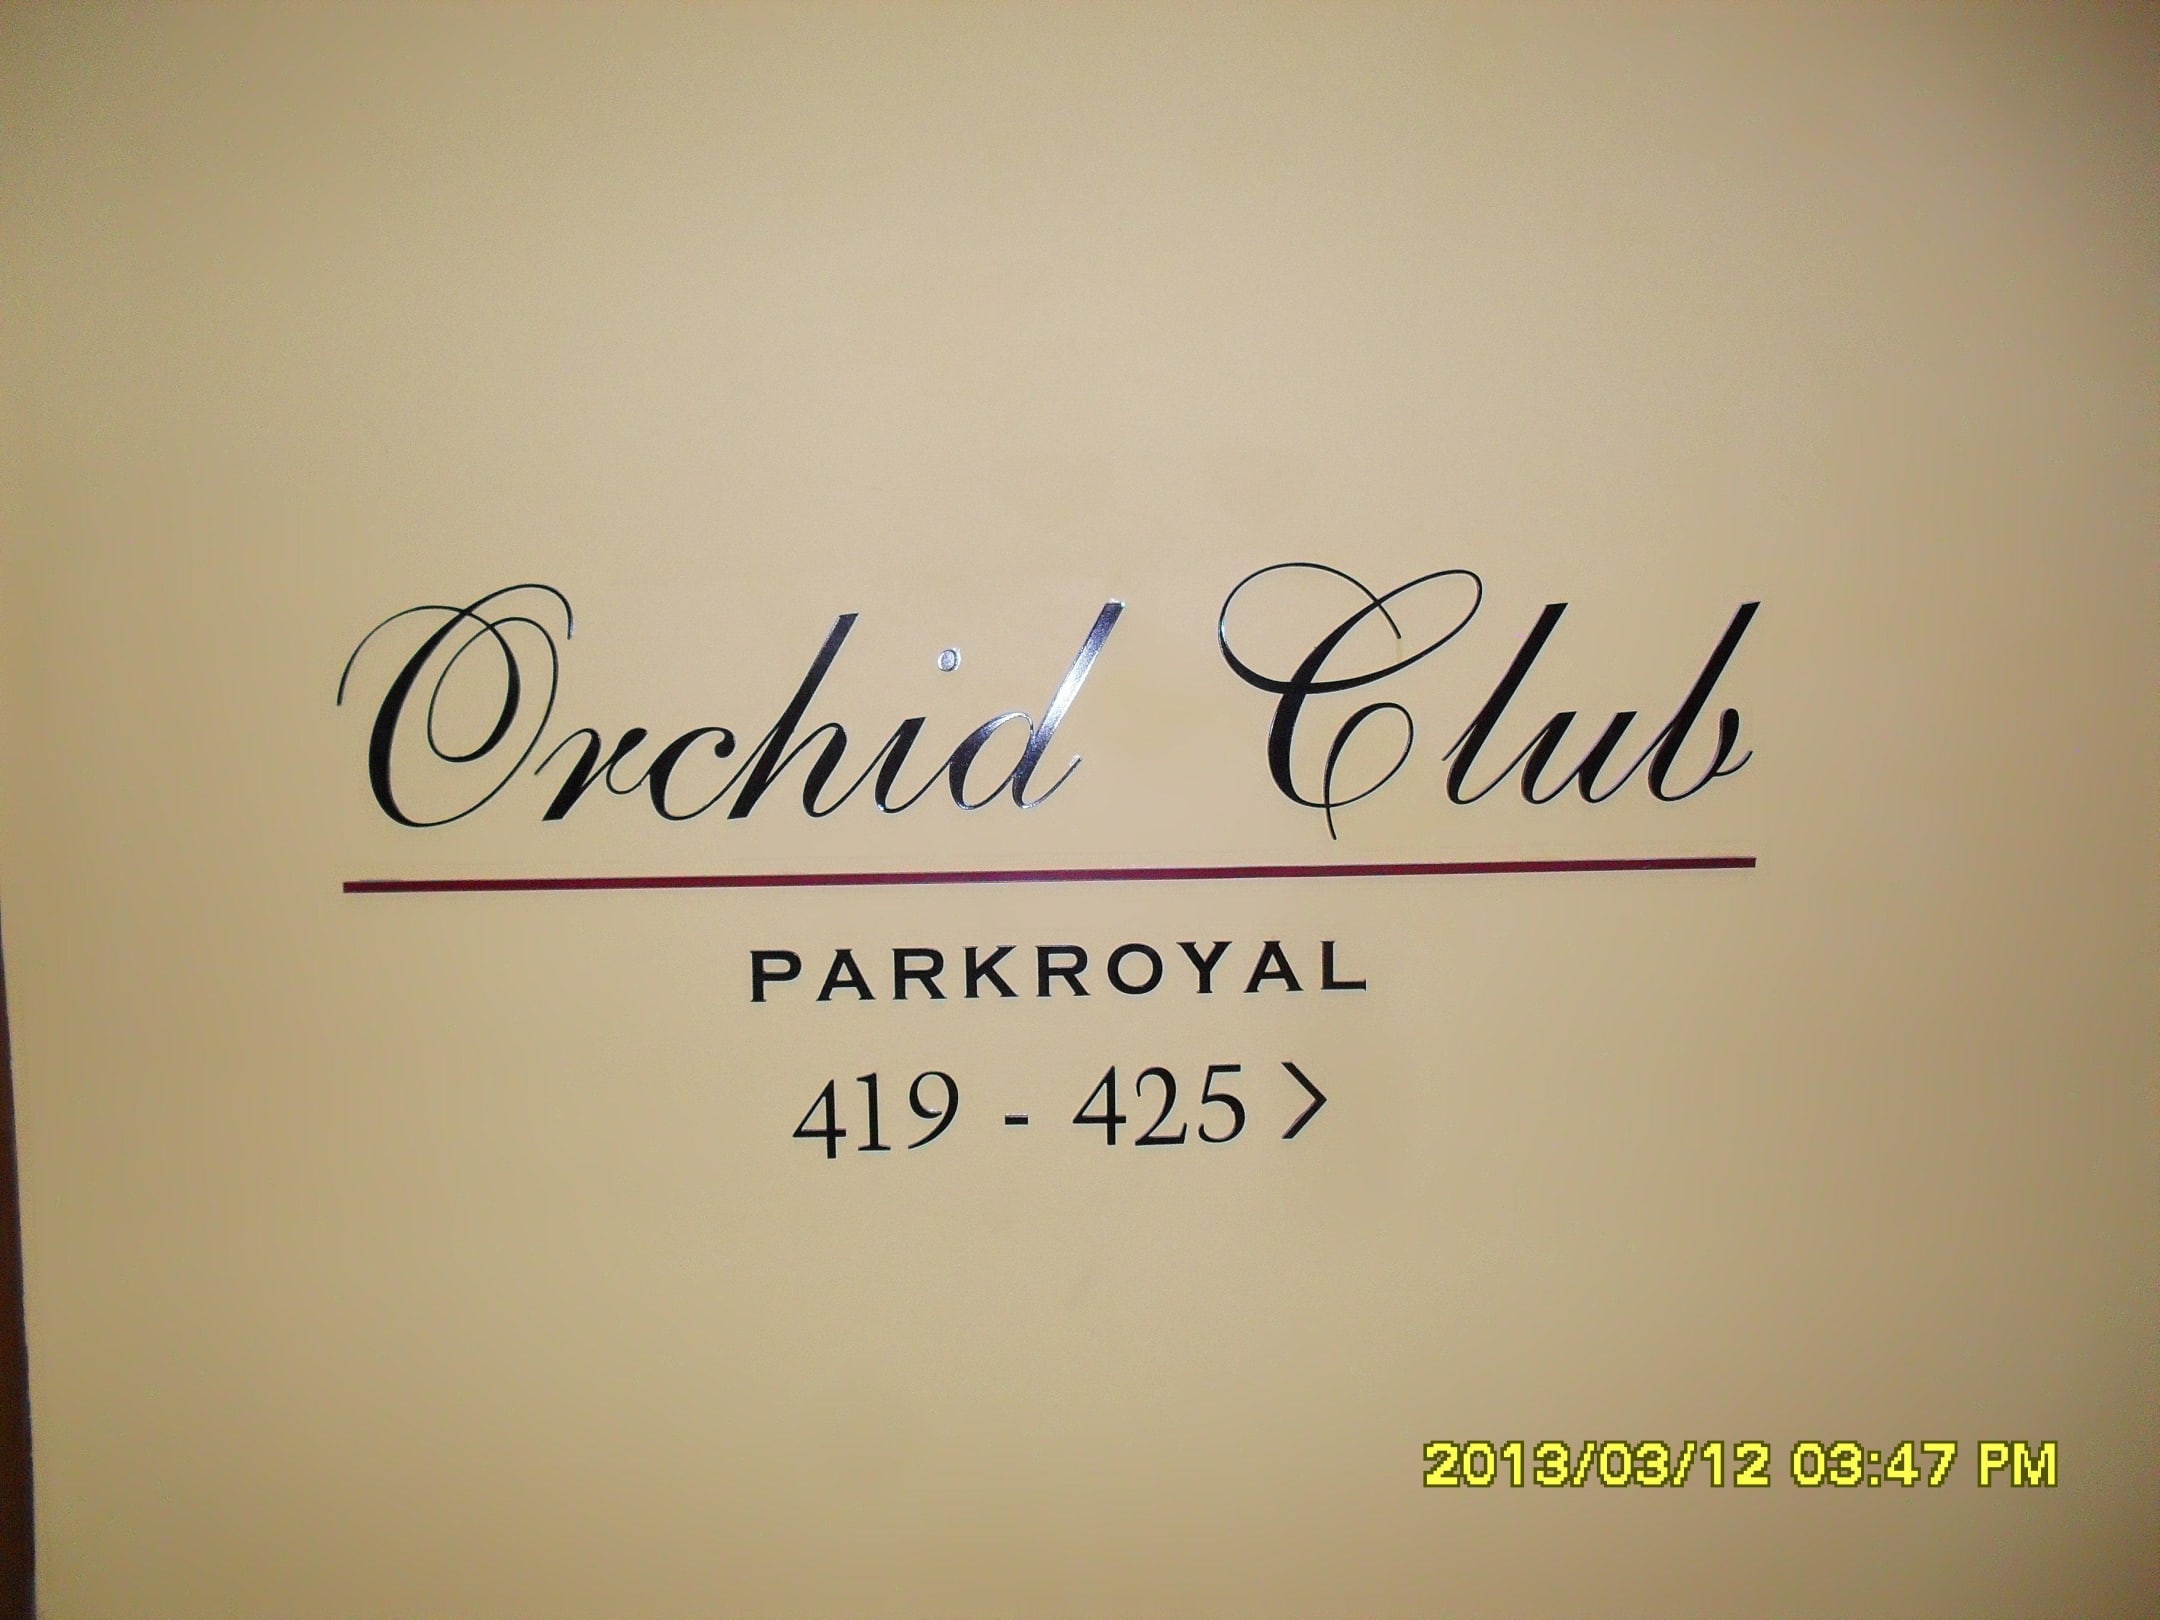 Orchid Club
PARKROYAL
419 - 425 >
2013/03/12 03:47 PM